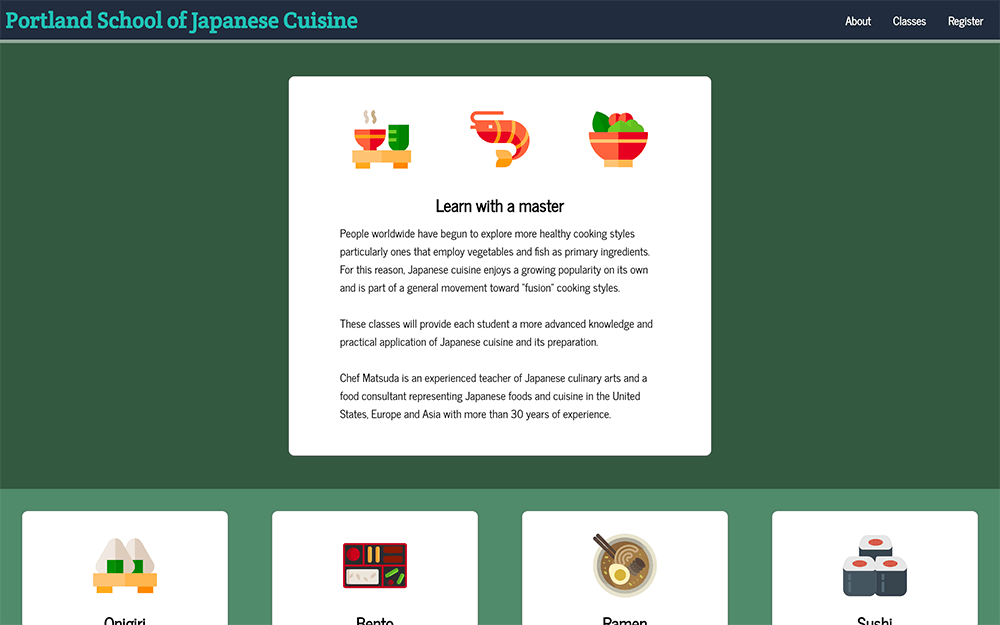 Portland School of Japanese Cuisine
About Classes Register
Learn with a master
People worldwide have begun to explore more healthy cooking styles
particularly ones that employ vegetables and fish as primary ingredients.
For this reason, Japanese cuisine enjoys a growing popularity on its own
and is part of a general movement toward "fusion" cooking styles.
These classes will provide each student a more advanced knowledge and
practical application of Japanese cuisine and its preparation.
Chef Matsuda is an experienced teacher of Japanese culinary arts and a
food consultant representing Japanese foods and cuisine in the United
States, Europe and Asia with more than 30 years of experience.
Onigiri
Bento
Ramen
Sushi